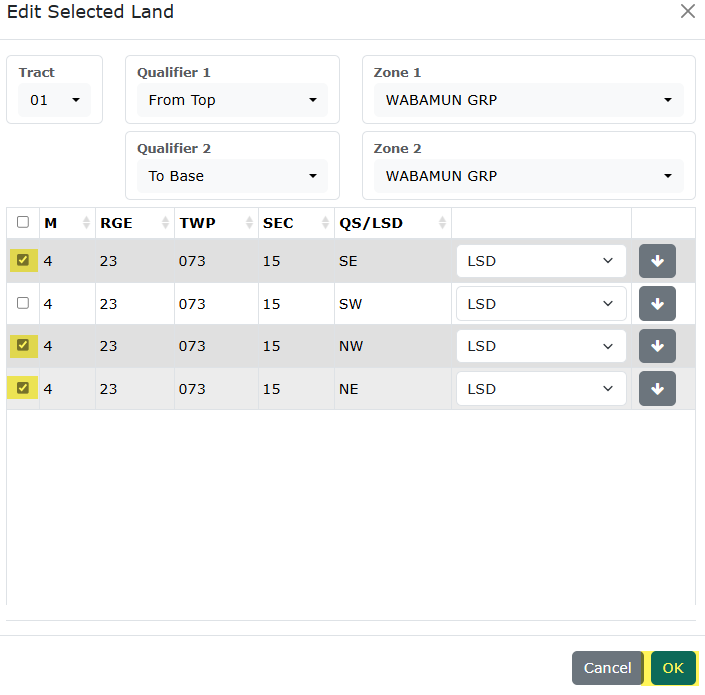 Edit Selected Land
Tract
01
Qualifier 1
From Top
Zone 1
WABAMUN GRP
Qualifier 2
To Base
Zone 2
WABAMUN GRP
M RGE TWP SEC QS/LSD
4 23 073 15 SE LSD
4 23 073 15 SW LSD
4 23 073 15 NW LSD
4 23 073 15 NE LSD
Cancel OK